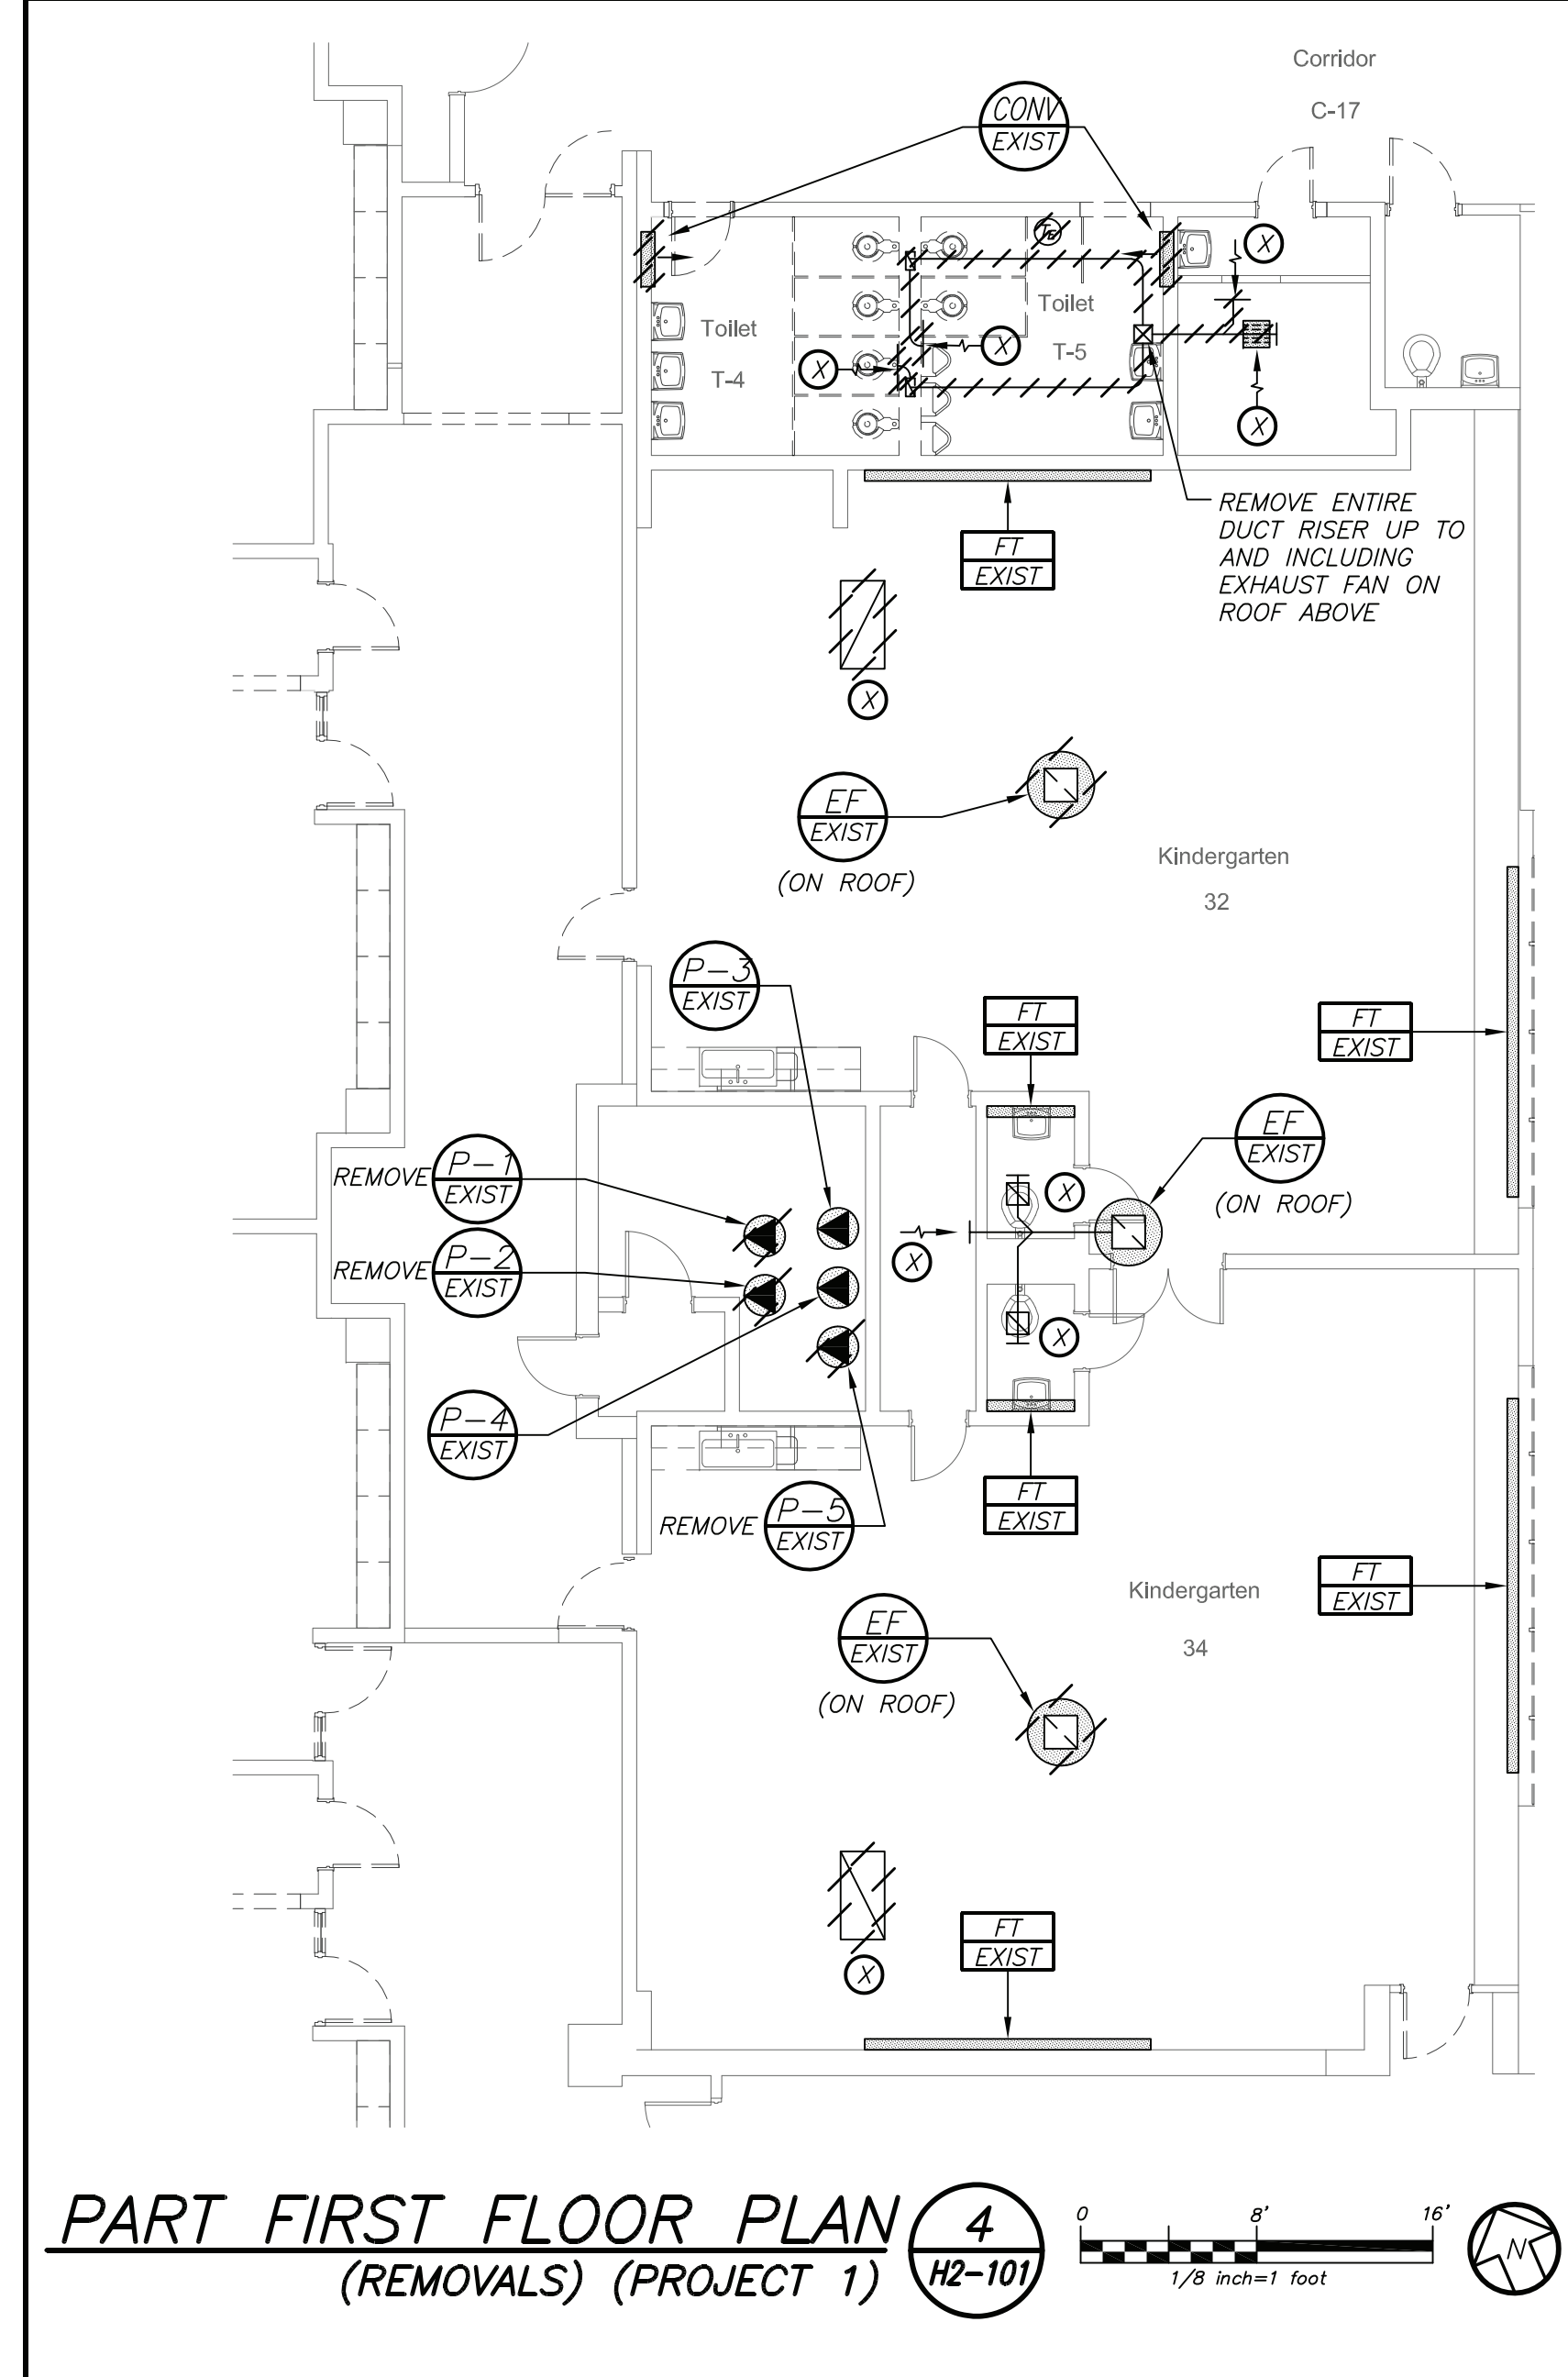 Corridor
C-17
CONV
EXIST
X
Toilet
T-4
Toilet
T-5
X
X
X
REMOVE ENTIRE
DUCT RISER UP TO
AND INCLUDING
EXHAUST FAN ON
ROOF ABOVE
FT
EXIST
X
EF
EXIST
(ON ROOF)
Kindergarten
32
P-3
EXIST
FT
EXIST
FT
EXIST
EF
EXIST
(ON ROOF)
REMOVE
P-1
EXIST
X
X
REMOVE
P-2
EXIST
X
P-4
EXIST
FT
EXIST
REMOVE
P-5
EXIST
FT
EXIST
Kindergarten
34
EF
EXIST
(ON ROOF)
FT
EXIST
X
PART FIRST FLOOR PLAN
(REMOVALS) (PROJECT 1)
4
H2-101
0 8' 16'
1/8 inch=1 foot
N